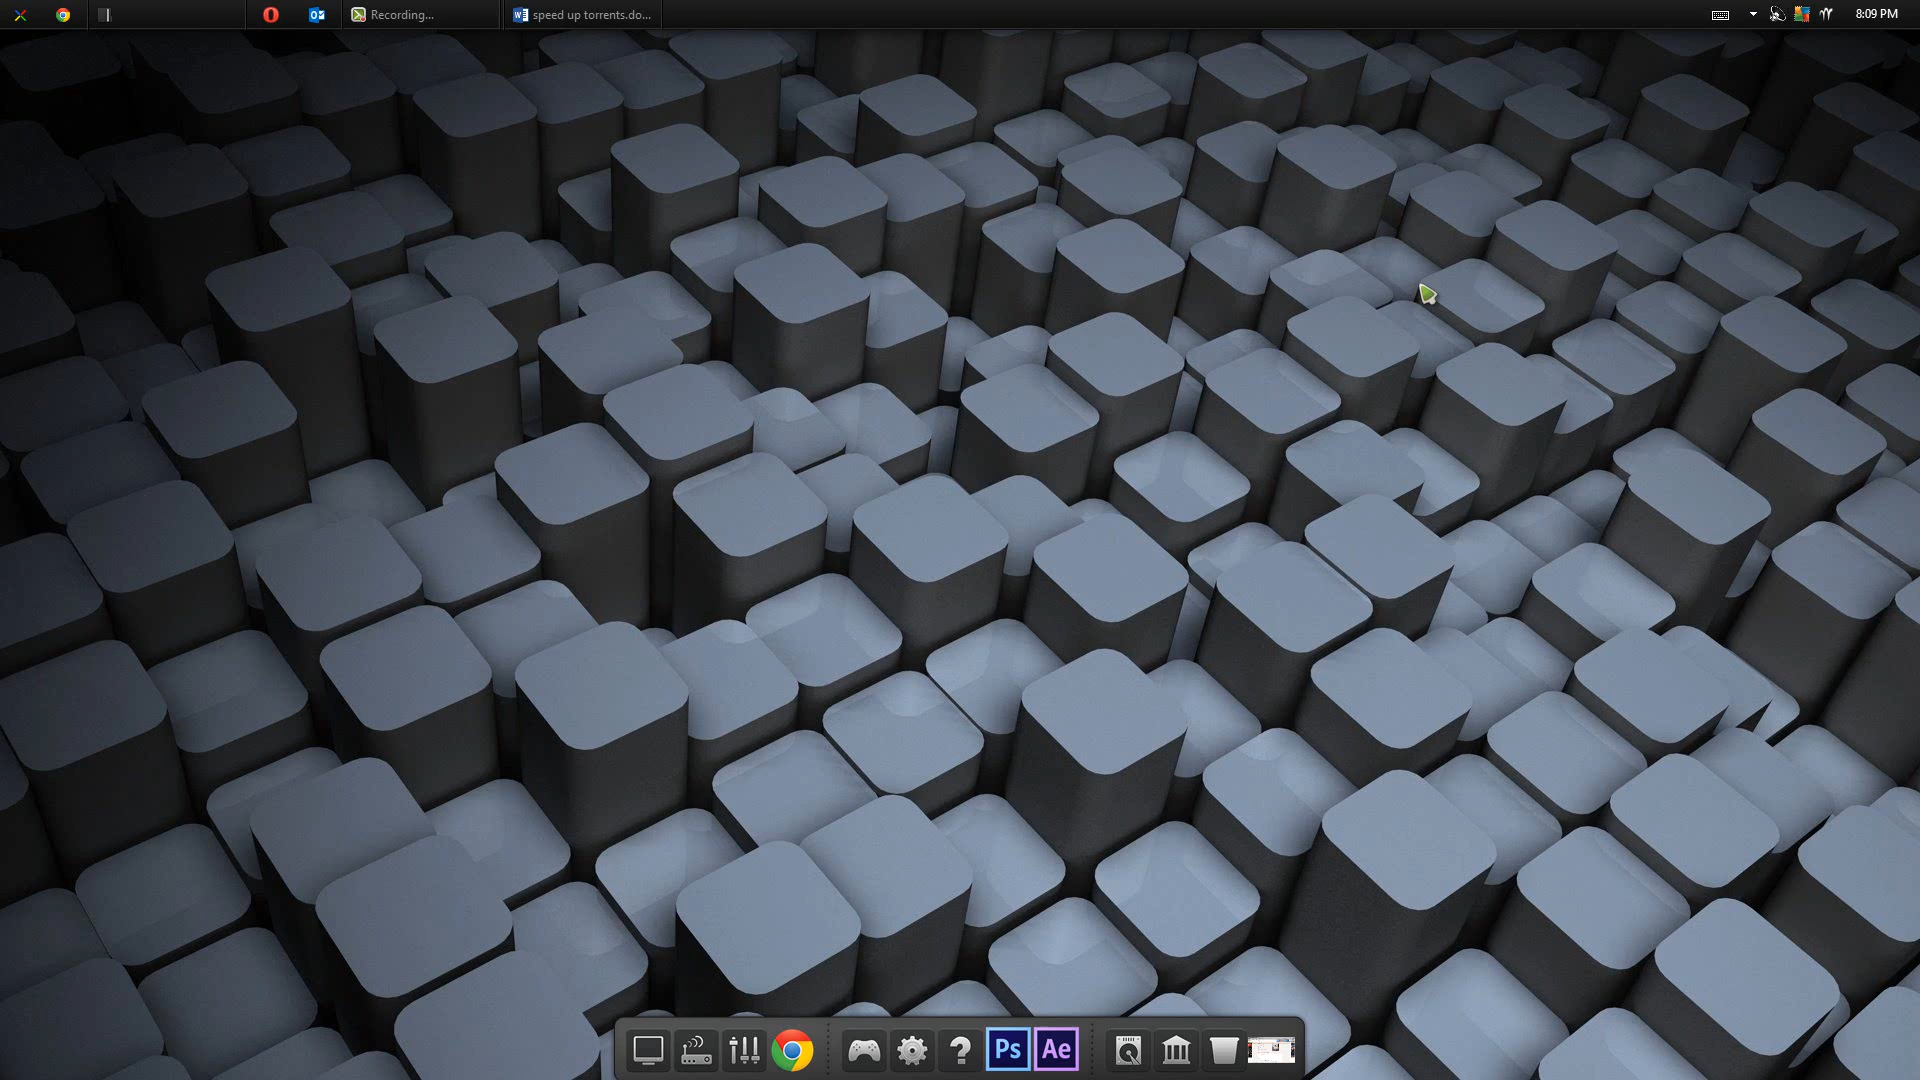 Recording...
speed up torrents.do...
8:09 PM
Ps
Ae